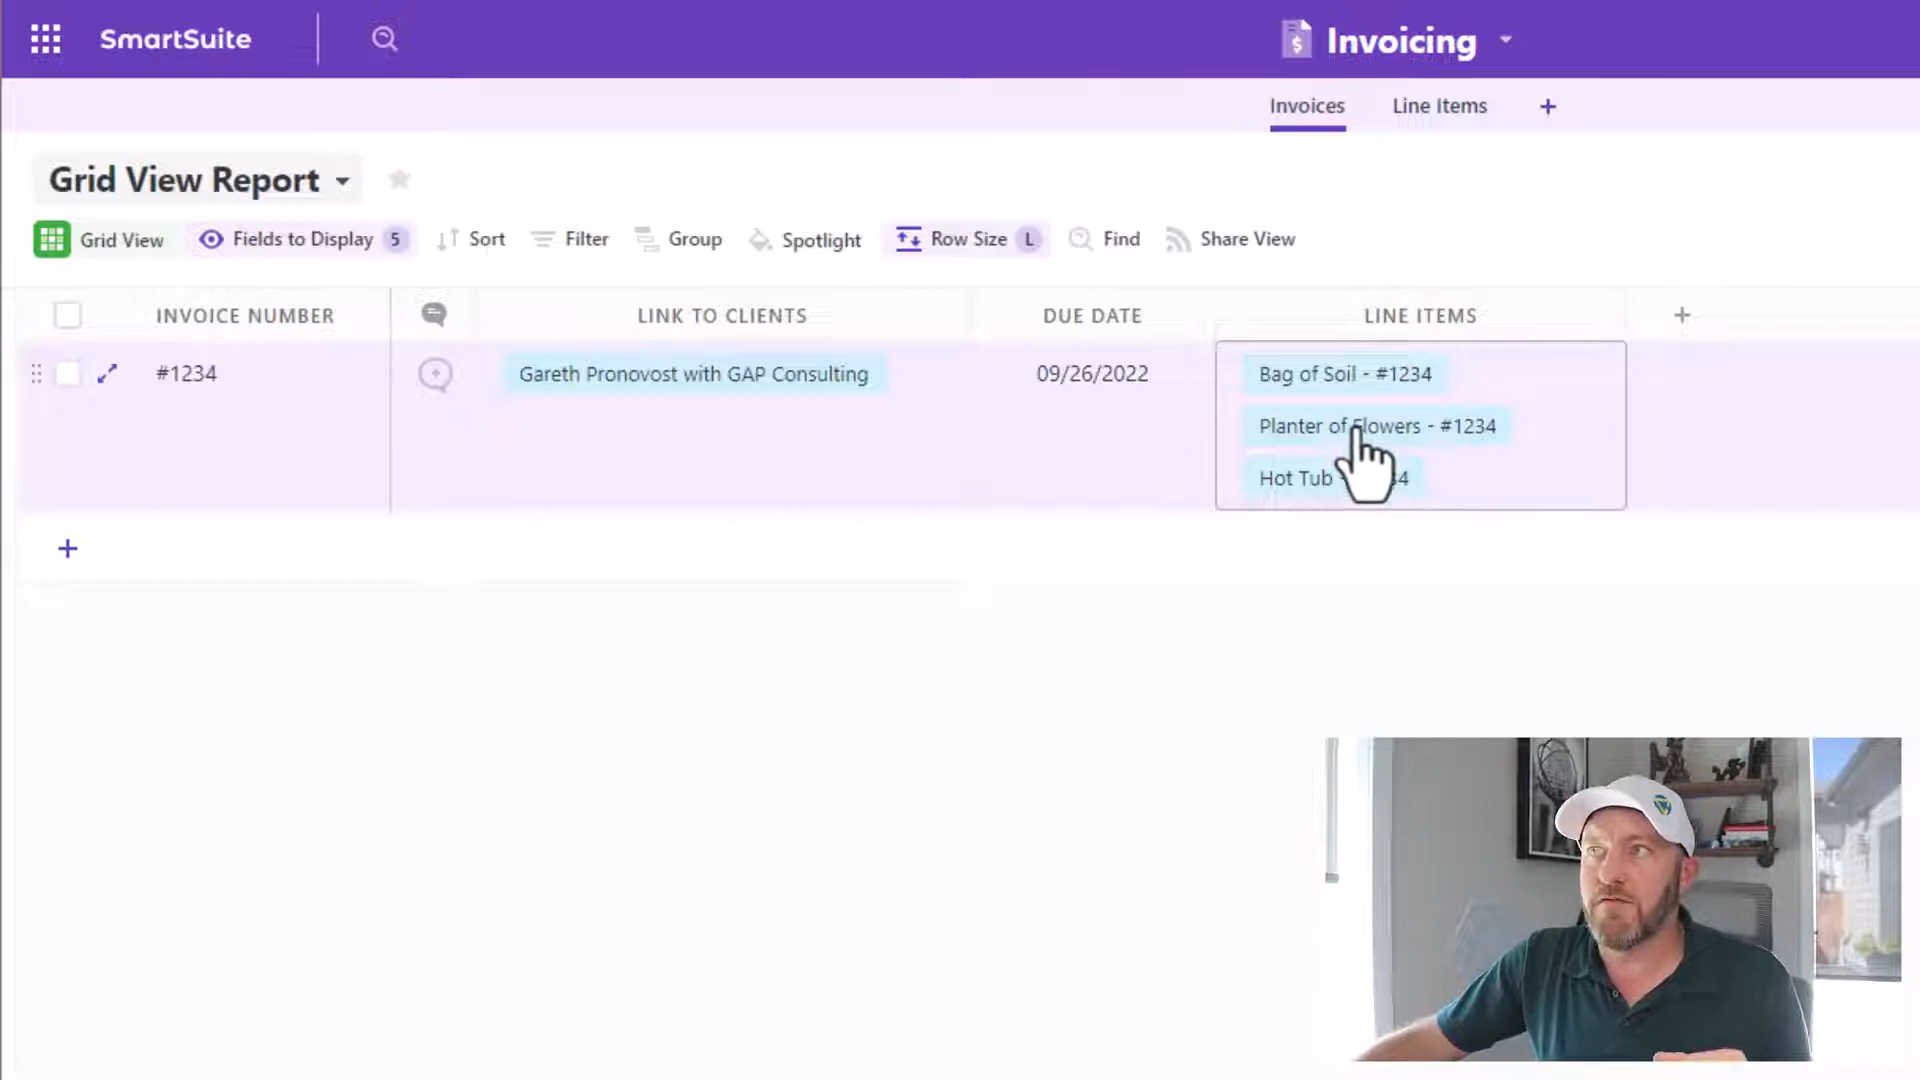 SmartSuite
Invoicing
Invoices
Line Items
Grid View Report
Grid View
Fields to Display 5
Sort
Filter
Group
Spotlight
Row Size L
Find
Share View
INVOICE NUMBER
LINK TO CLIENTS
DUE DATE
LINE ITEMS
#1234
Gareth Pronovost with GAP Consulting
09/26/2022
Bag of Soil - #1234
Planter of Flowers - #1234
Hot Tub